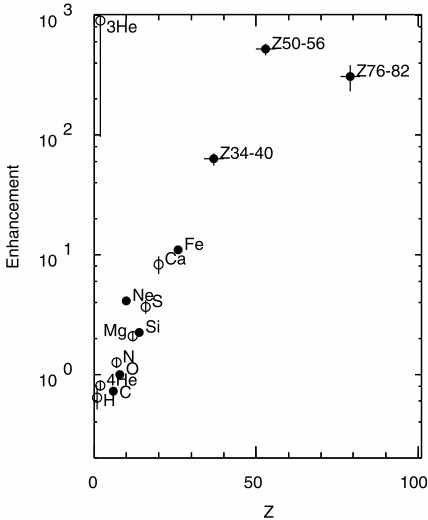 10 3
3He
Z50-56
Z76-82
10 2
Z34-40
Enhancement
Fe
10 1
Ca
Ne
S
Mg
Si
N
10 0
O
4He
C
H
0
50
100
Z